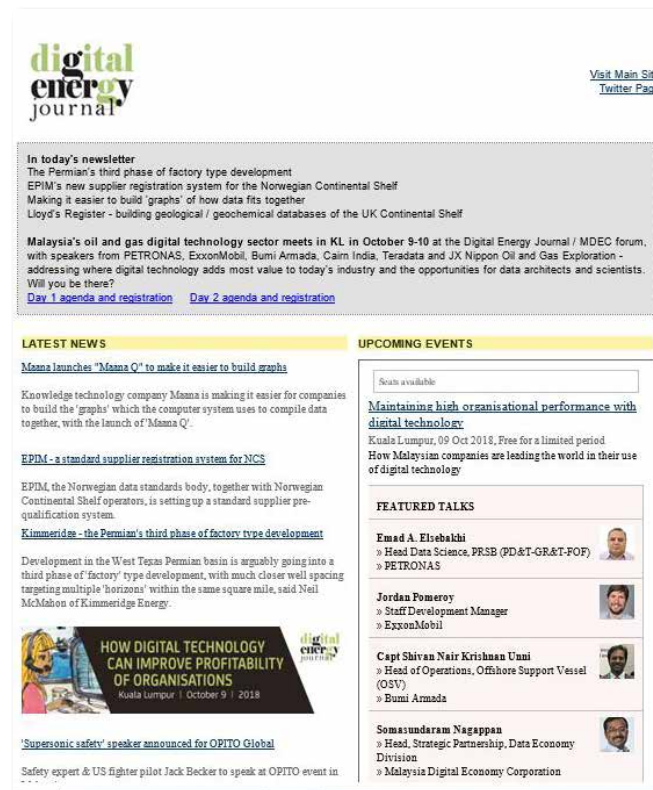 digital
energy
journal
Visit Main Sit
Twitter Pag
In today's newsletter
The Permian's third phase of factory type development
EPIM's new supplier registration system for the Norwegian Continental Shelf
Making it easier to build 'graphs' of how data fits together
Lloyd's Register - building geological / geochemical databases of the UK Continental Shelf
Malaysia's oil and gas digital technology sector meets in KL in October 9-10 at the Digital Energy Journal / MDEC forum,
with speakers from PETRONAS, ExxonMobil, Bumi Armada, Cairn India, Teradata and JX Nippon Oil and Gas Exploration -
addressing where digital technology adds most value to today's industry and the opportunities for data architects and scientists.
Will you be there?
Day 1 agenda and registration Day 2 agenda and registration
LATEST NEWS
Maana launches "Maana Q" to make it easier to build graphs
Knowledge technology company Maana is making it easier for companies
to build the 'graphs' which the computer system uses to compile data
together, with the launch of 'Maana Q'.
EPIM - a standard supplier registration system for NCS
EPIM, the Norwegian data standards body, together with Norwegian
Continental Shelf operators, is setting up a standard supplier pre-
qualification system.
Kimmeridge - the Permian's third phase of factory type development
Development in the West Texas Permian basin is arguably going into a
third phase of 'factory' type development, with much closer well spacing
targeting multiple 'horizons' within the same square mile, said Neil
McMahon of Kimmeridge Energy.
HOW DIGITAL TECHNOLOGY
CAN IMPROVE PROFITABILITY
OF ORGANISATIONS
Kuala Lumpur | October 9 | 2018
digital
energy
journal
'Supersonic safety' speaker announced for OPITO Global
Safety expert & US fighter pilot Jack Becker to speak at OPITO event in
UPCOMING EVENTS
Seats available
Maintaining high organisational performance with
digital technology
Kuala Lumpur, 09 Oct 2018, Free for a limited period
How Malaysian companies are leading the world in their use
of digital technology
FEATURED TALKS
Emad A. Elsebakhi
» Head Data Science, PRSB (PD&T-GR&T-FOF)
» PETRONAS
Jordan Pomeroy
» Staff Development Manager
» ExxonMobil
Capt Shivan Nair Krishnan Unni
» Head of Operations, Offshore Support Vessel
(OSV)
» Bumi Armada
Somasundaram Nagappan
» Head, Strategic Partnership, Data Economy
Division
» Malaysia Digital Economy Corporation